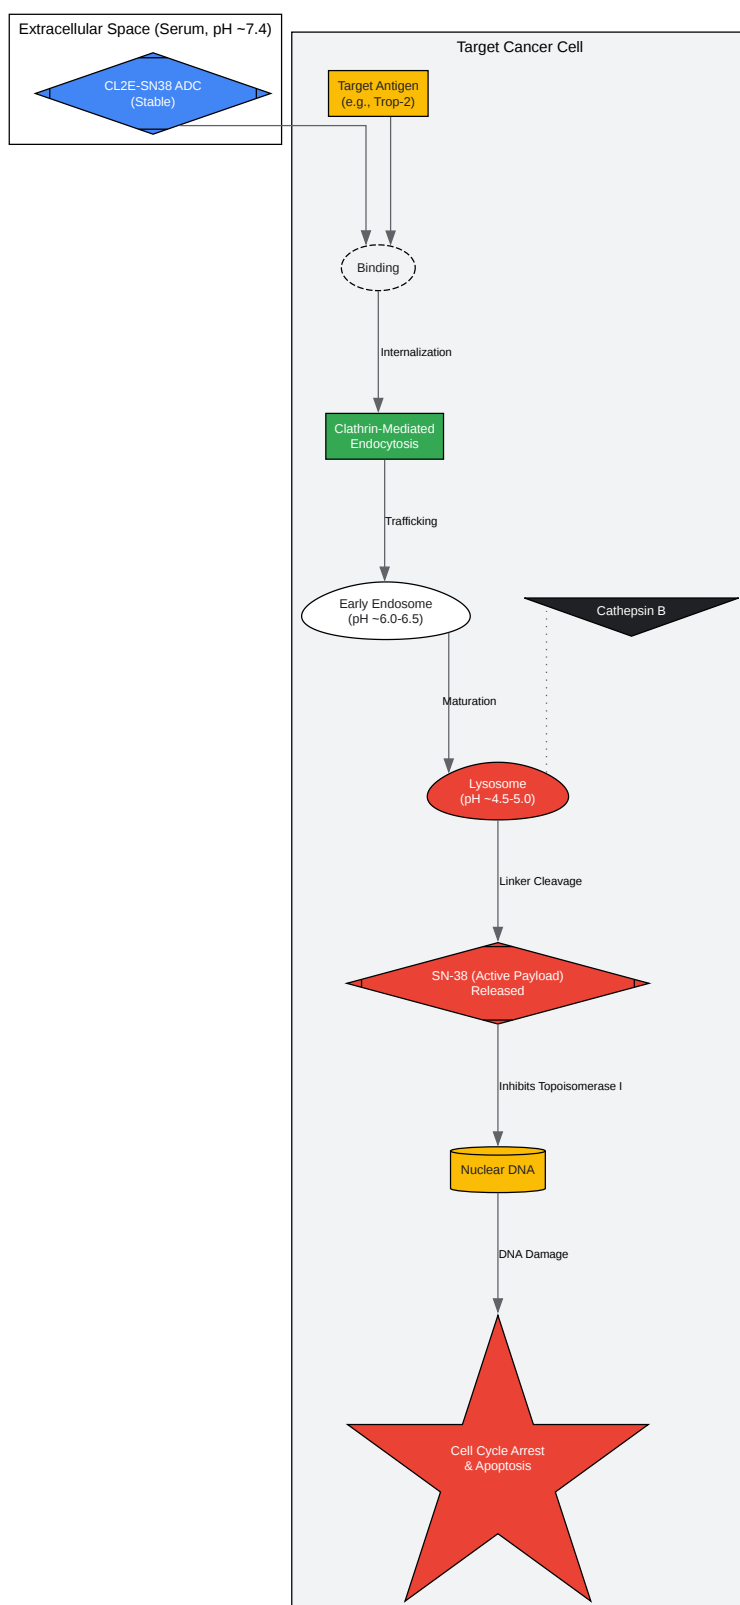 Extracellular Space (Serum, pH ~7.4)
Target Cancer Cell
CL2E-SN38 ADC
(Stable)
Target Antigen
(e.g., Trop-2)
Binding
Internalization
Clathrin-Mediated
Endocytosis
Trafficking
Early Endosome
(pH ~6.0-6.5)
Cathepsin B
Maturation
Lysosome
(pH ~4.5-5.0)
Linker Cleavage
SN-38 (Active Payload)
Released
Inhibits Topoisomerase I
Nuclear DNA
DNA Damage
Cell Cycle Arrest
& Apoptosis